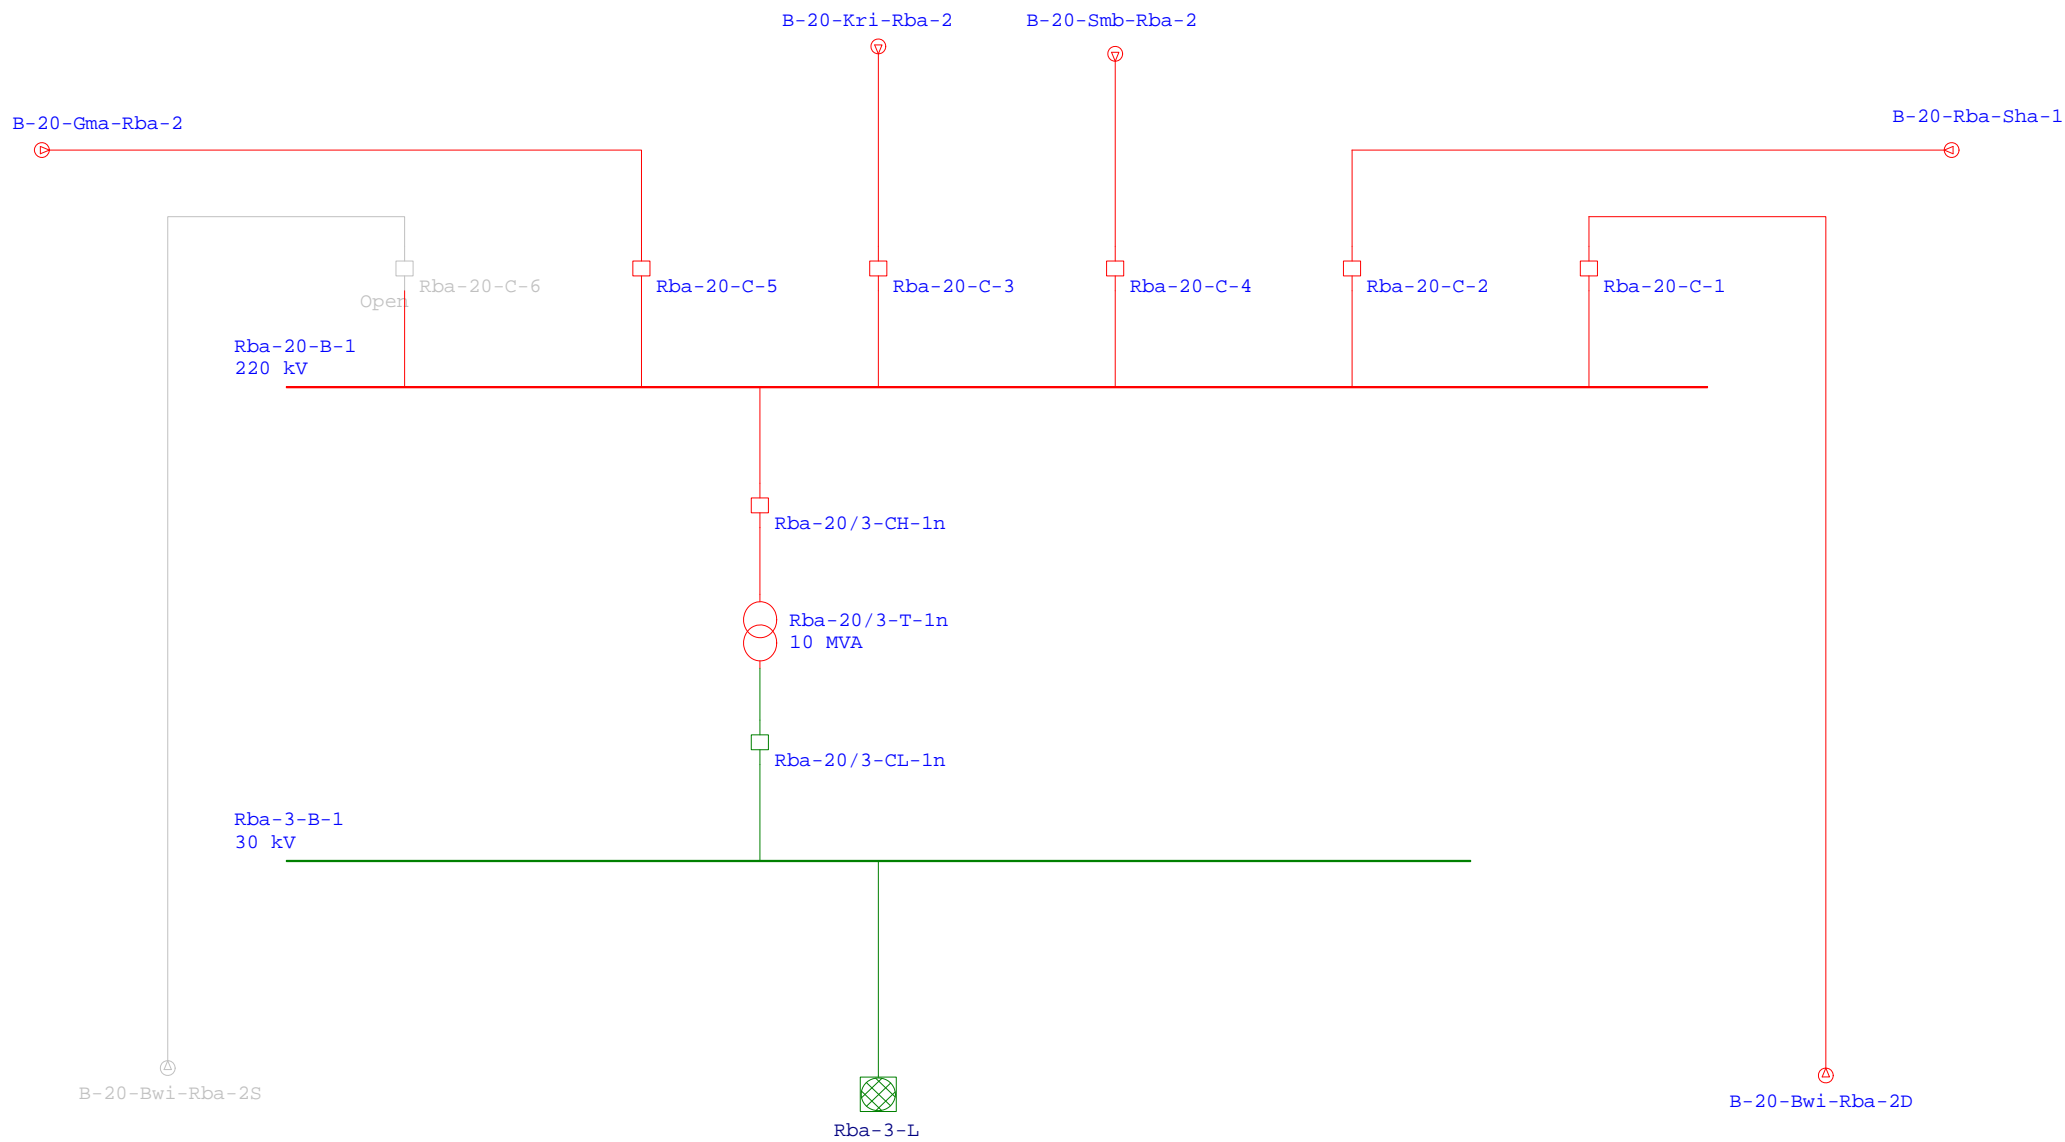 B-20-Kri-Rba-2
B-20-Smb-Rba-2
B-20-Gma-Rba-2
B-20-Rba-Sha-1
Rba-20-C-6
Open
Rba-20-C-5
Rba-20-C-3
Rba-20-C-4
Rba-20-C-2
Rba-20-C-1
Rba-20-B-1
220 kV
Rba-20/3-CH-1n
Rba-20/3-T-1n
10 MVA
Rba-20/3-CL-1n
Rba-3-B-1
30 kV
B-20-Bwi-Rba-2S
B-20-Bwi-Rba-2D
Rba-3-L